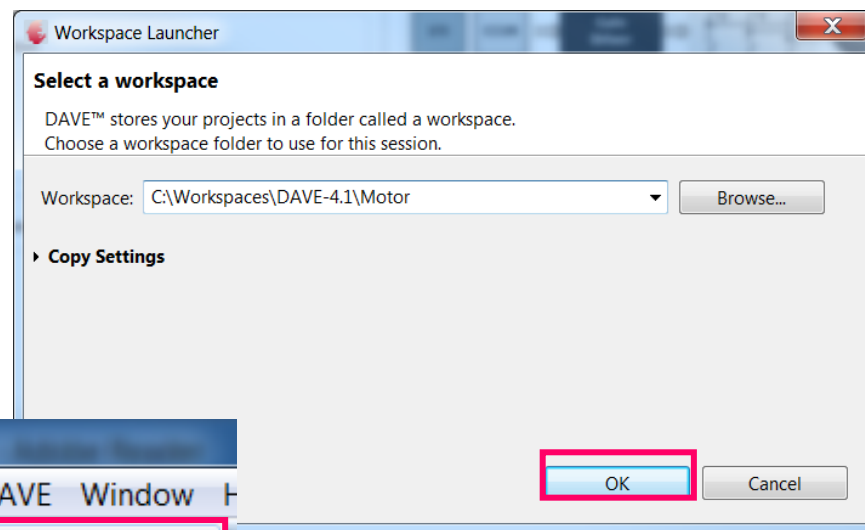 Workspace Launcher
Select a workspace
DAVE™ stores your projects in a folder called a workspace.
Choose a workspace folder to use for this session.
Workspace: C:\Workspaces\DAVE-4.1\Motor Browse...
Copy Settings
OK Cancel
AVE Window H